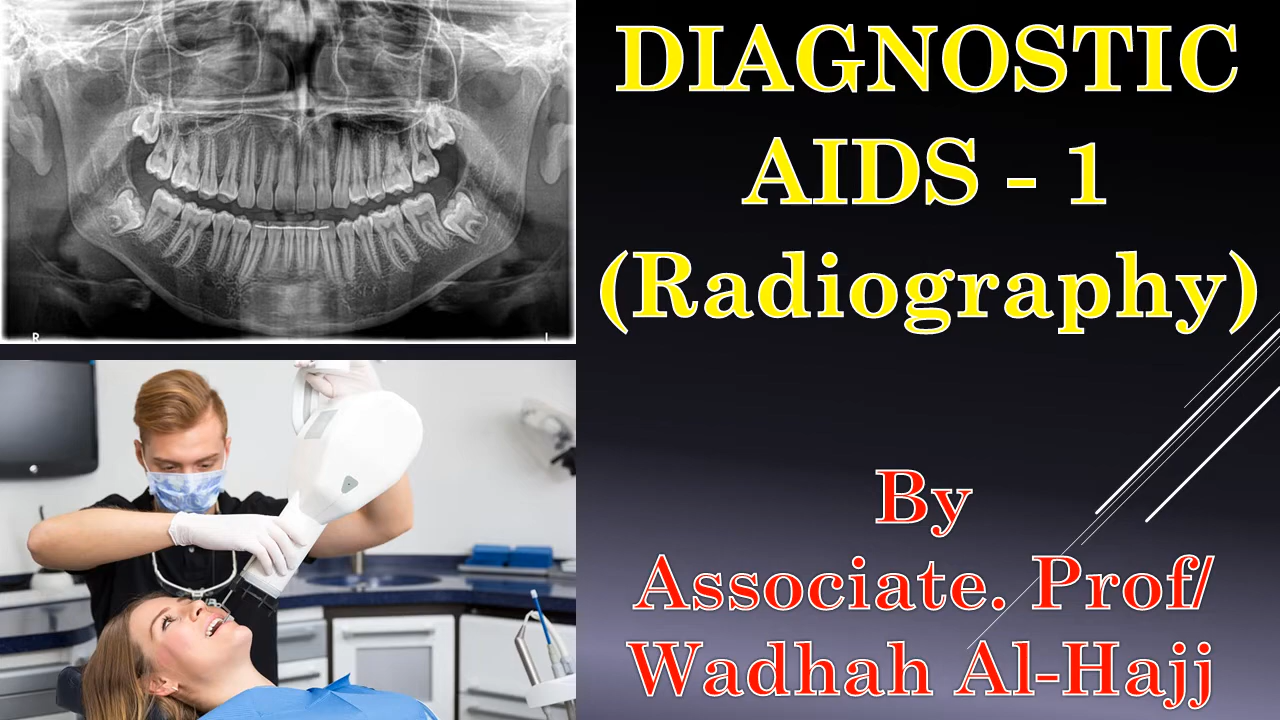 DIAGNOSTIC
AIDS - 1
(Radiography)
By
Associate. Prof/
Wadhah Al-Hajj
R
L